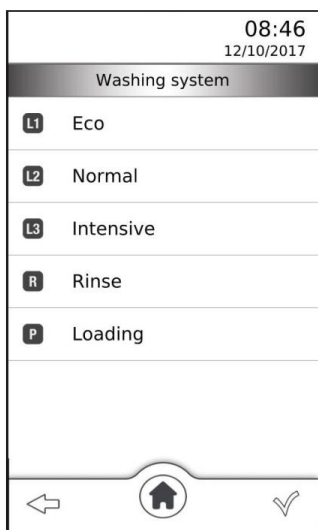 08:46
12/10/2017
Washing system
L1 Eco
L2 Normal
L3 Intensive
R Rinse
P Loading